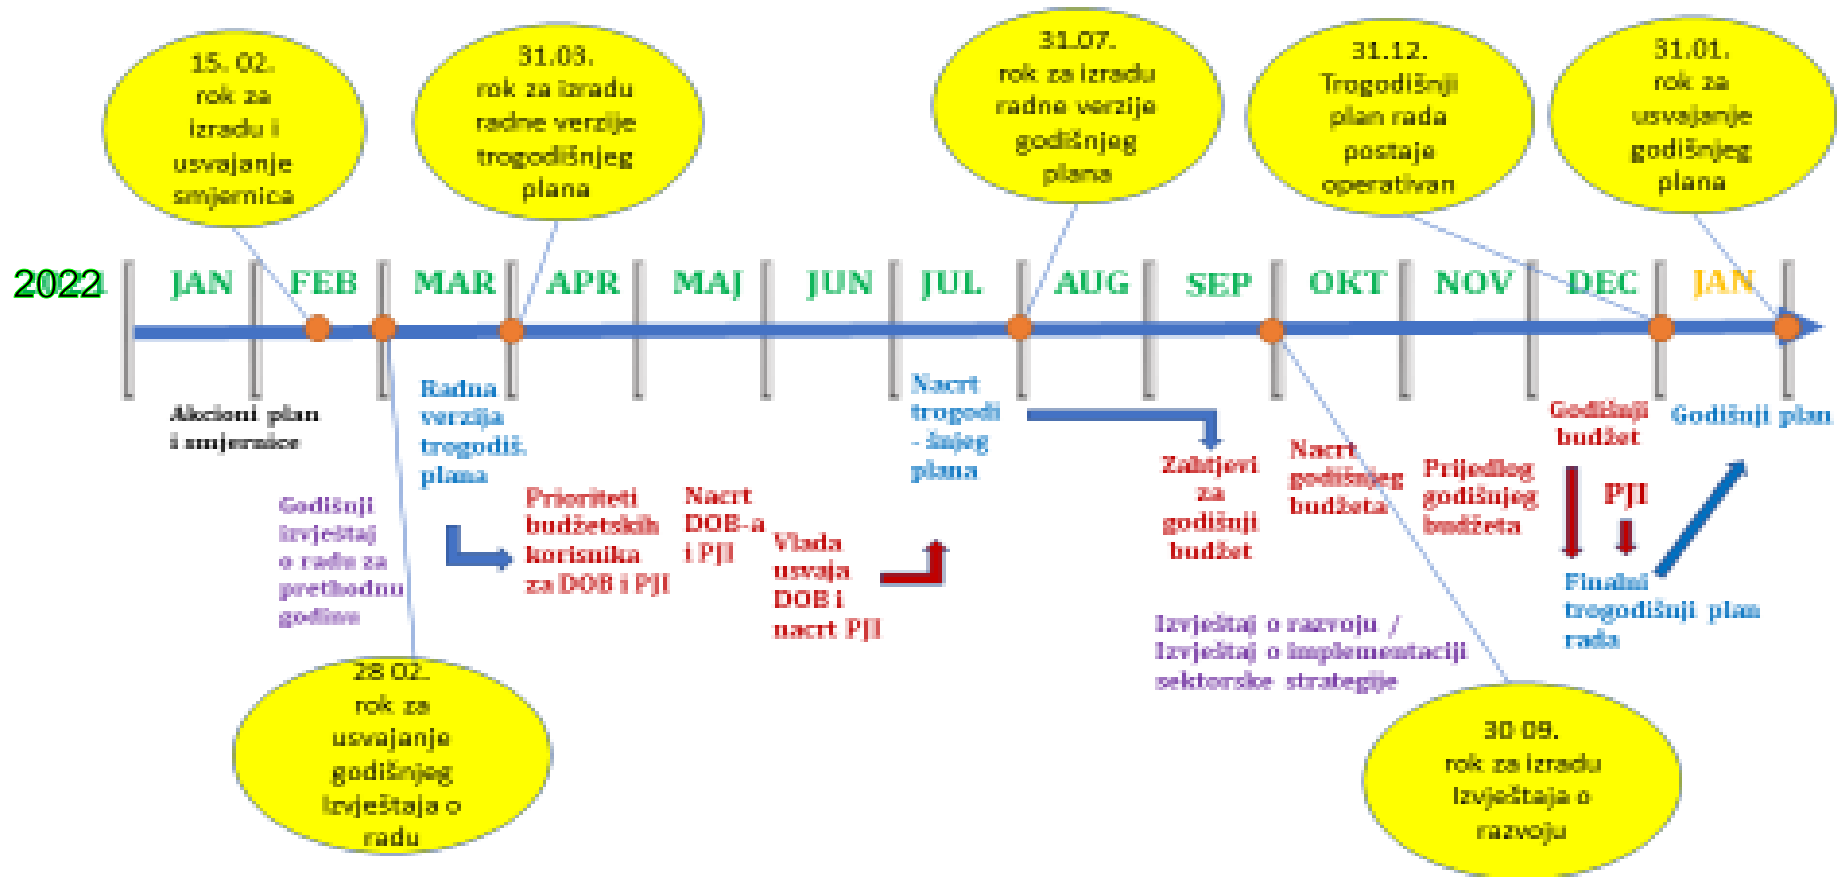 15. 02.
rok za
izradu i
usvajanje
smjernica
31.03.
rok za izradu
radne verzije
trogodišnjeg
plana
31.07.
rok za izradu
radne verzije
godišnjeg
plana
31.12.
Trogodišnji
plan rada
postaje
operativan
31.01.
rok za
usvajanje
godišnjeg
plana
2022 JAN FEB MAR APR MAJ JUN JUL AUG SEP OKT NOV DEC JAN
Akcioni plan
i smjernice
Godišnji
izvještaj
o radu za
prethodnu
godinu
Radna
verzija
trogodiš.
plana
Prioriteti
budžetskih
korisnika
za DOB i PJI
Nacrt
DOB-a
i PJI
Vlada
usvaja
DOB i
nacrt PJI
Nacrt
trogodi
- šnjeg
plana
Zahtjevi
za
godišnji
budžet
Nacrt
godišnjeg
budžeta
Prijedlog
godišnjeg
budžeta
Godišnji
budžet
PJI
Godišnji plan
Finalni
trogodišnji plan
rada
Izvještaj o razvoju /
Izvještaj o implementaciji
sektorske strategije
28 02.
rok za
usvajanje
godišnjeg
Izvještaja o
radu
30 09.
rok za izradu
Izvještaja o
razvoju